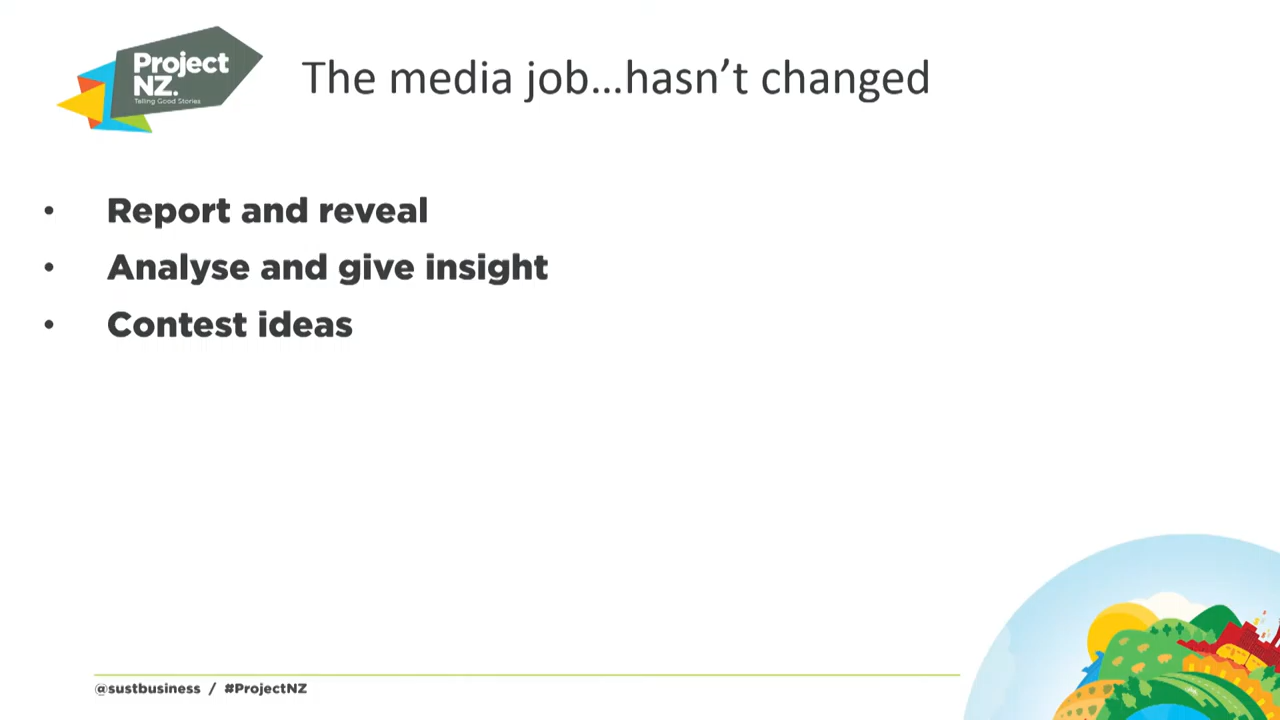 Project
NZ.
Telling Good Stories
The media job...hasn't changed
• Report and reveal
• Analyse and give insight
• Contest ideas
@sustbusiness / #ProjectNZ